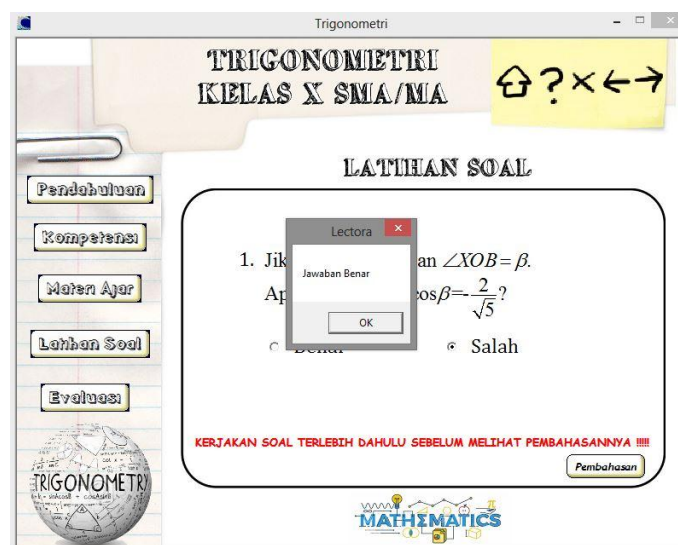 Trigonometri
TRIGONOMETRI
KELAS X SMA/MA
LATIHAN SOAL
Pendahuluan
Kompetensi
Materi Ajar
Latihan Soal
Evaluasi
Lectora
Jawaban Benar
OK
1. Jik an ∠XOB = β.
Ap cosβ=-2/√5?
Salah
KERJAKAN SOAL TERLEBIH DAHULU SEBELUM MELIHAT PEMBAHASANNYA !!!!!
Pembahasan
TRIGONOMETRY
MATHEMATICS